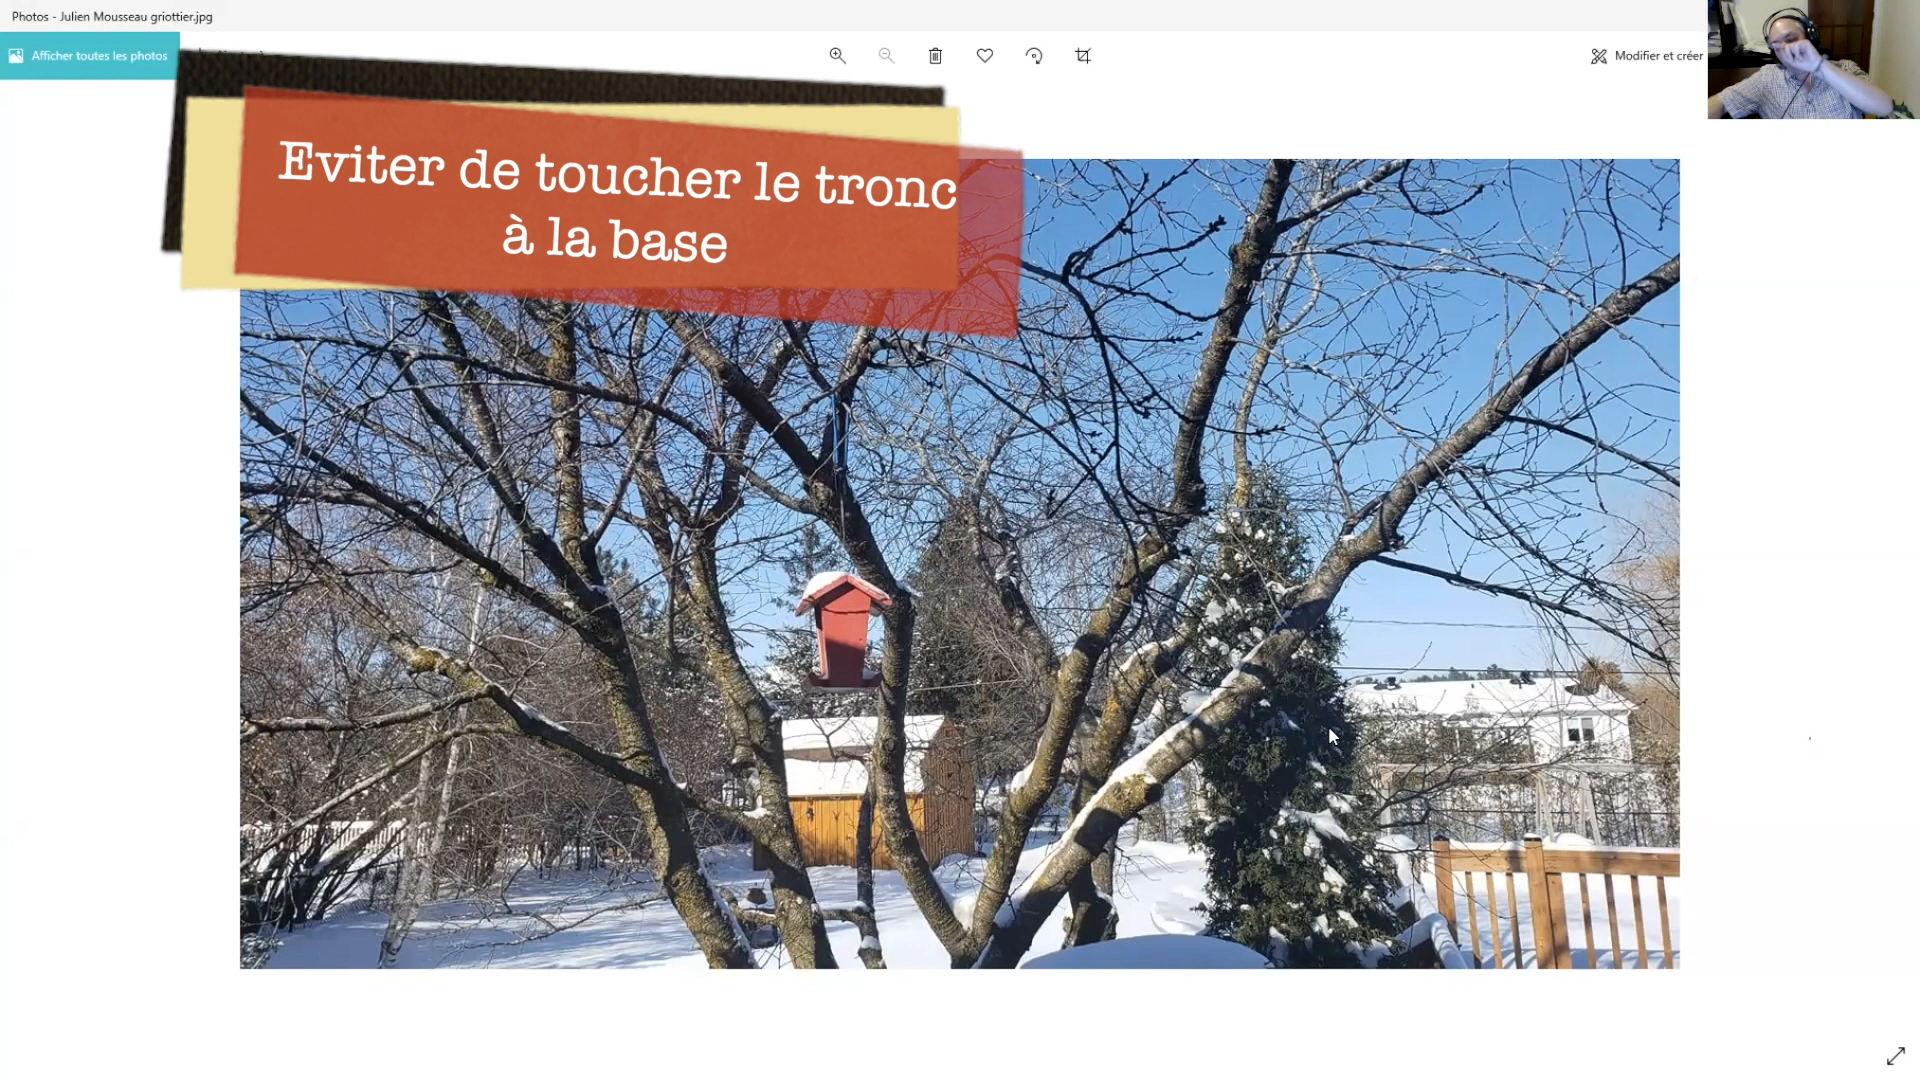 Photos - Julien Mousseau griottier.jpg
Afficher toutes les photos
Modifier et créer
Eviter de toucher le tronc
à la base